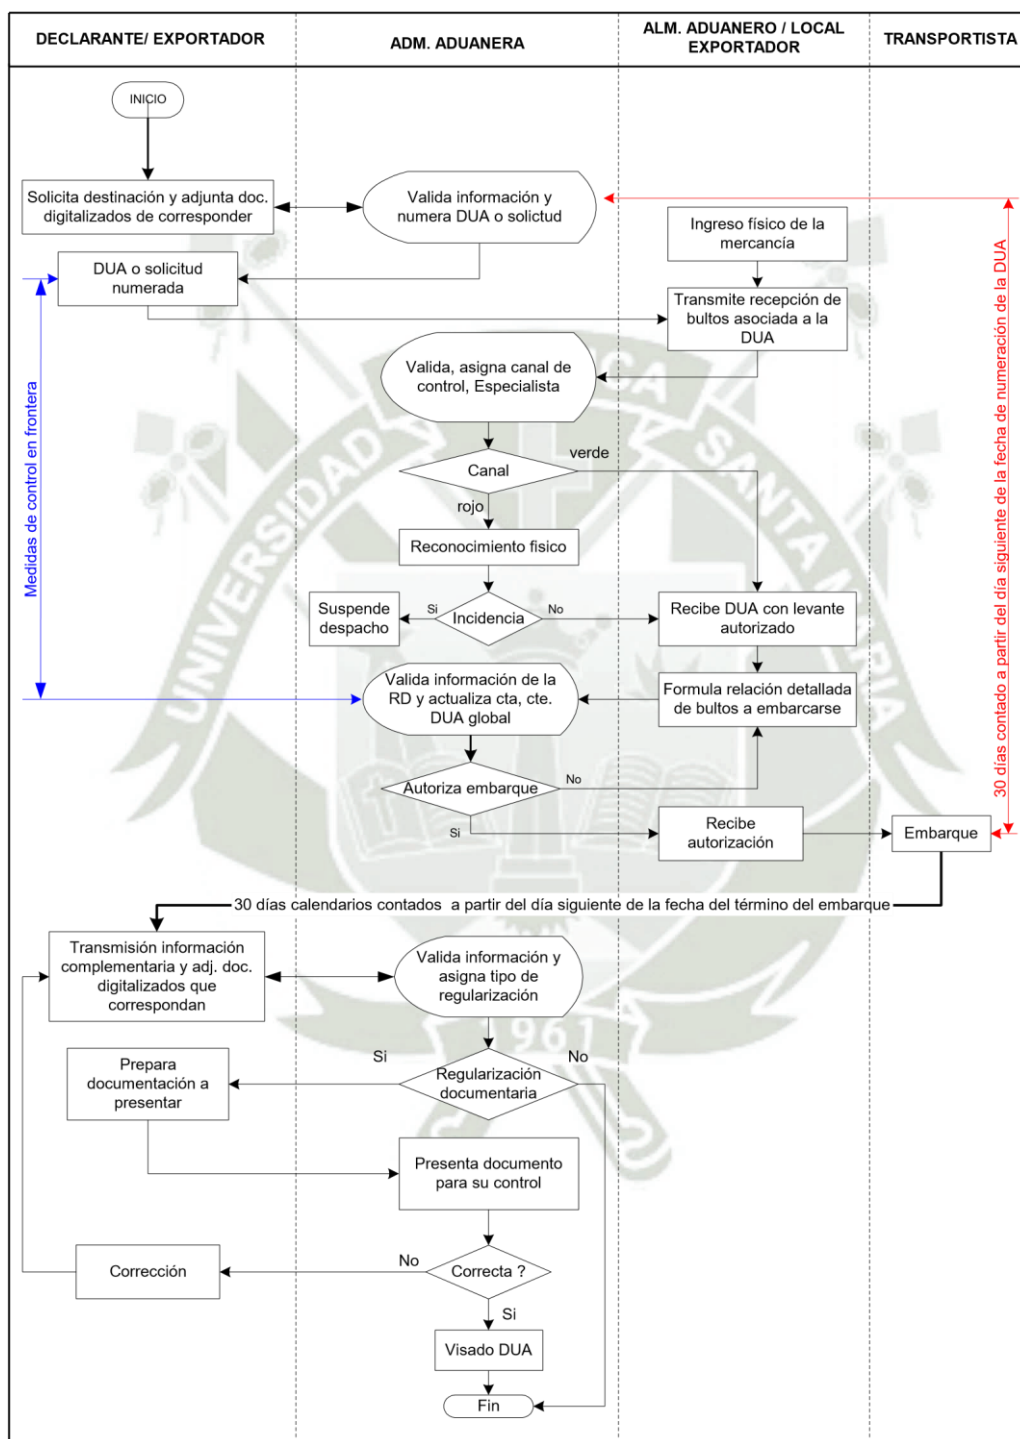 DECLARANTE/ EXPORTADOR
ADM. ADUANERA
ALM. ADUANERO / LOCAL
EXPORTADOR
TRANSPORTISTA
INICIO
Solicita destinación y adjunta doc.
digitalizados de corresponder
Valida información y
numera DUA o solictud
Ingreso físico de la
mercancía
DUA o solicitud
numerada
Transmite recepción de
bultos asociada a la
DUA
Valida, asigna canal de
control, Especialista
Canal
verde
rojo
Reconocimiento fisico
Suspende
despacho
Si
Incidencia
No
Recibe DUA con levante
autorizado
Valida información de la
RD y actualiza cta, cte.
DUA global
Formula relación detallada
de bultos a embarcarse
Autoriza embarque
No
Si
Recibe
autorización
Embarque
Medidas de control en frontera
30 días contado a partir del día siguiente de la fecha de numeración de la DUA
30 días calendarios contados a partir del día siguiente de la fecha del término del embarque
Transmisión información
complementaria y adj. doc.
digitalizados que
correspondan
Valida información y
asigna tipo de
regularización
Si
No
Prepara
documentación a
presentar
Regularización
documentaria
Presenta documento
para su control
Corrección
No
Correcta ?
Si
Visado DUA
Fin
UNIVERSIDAD CATOLICA SANTA MARIA
1961